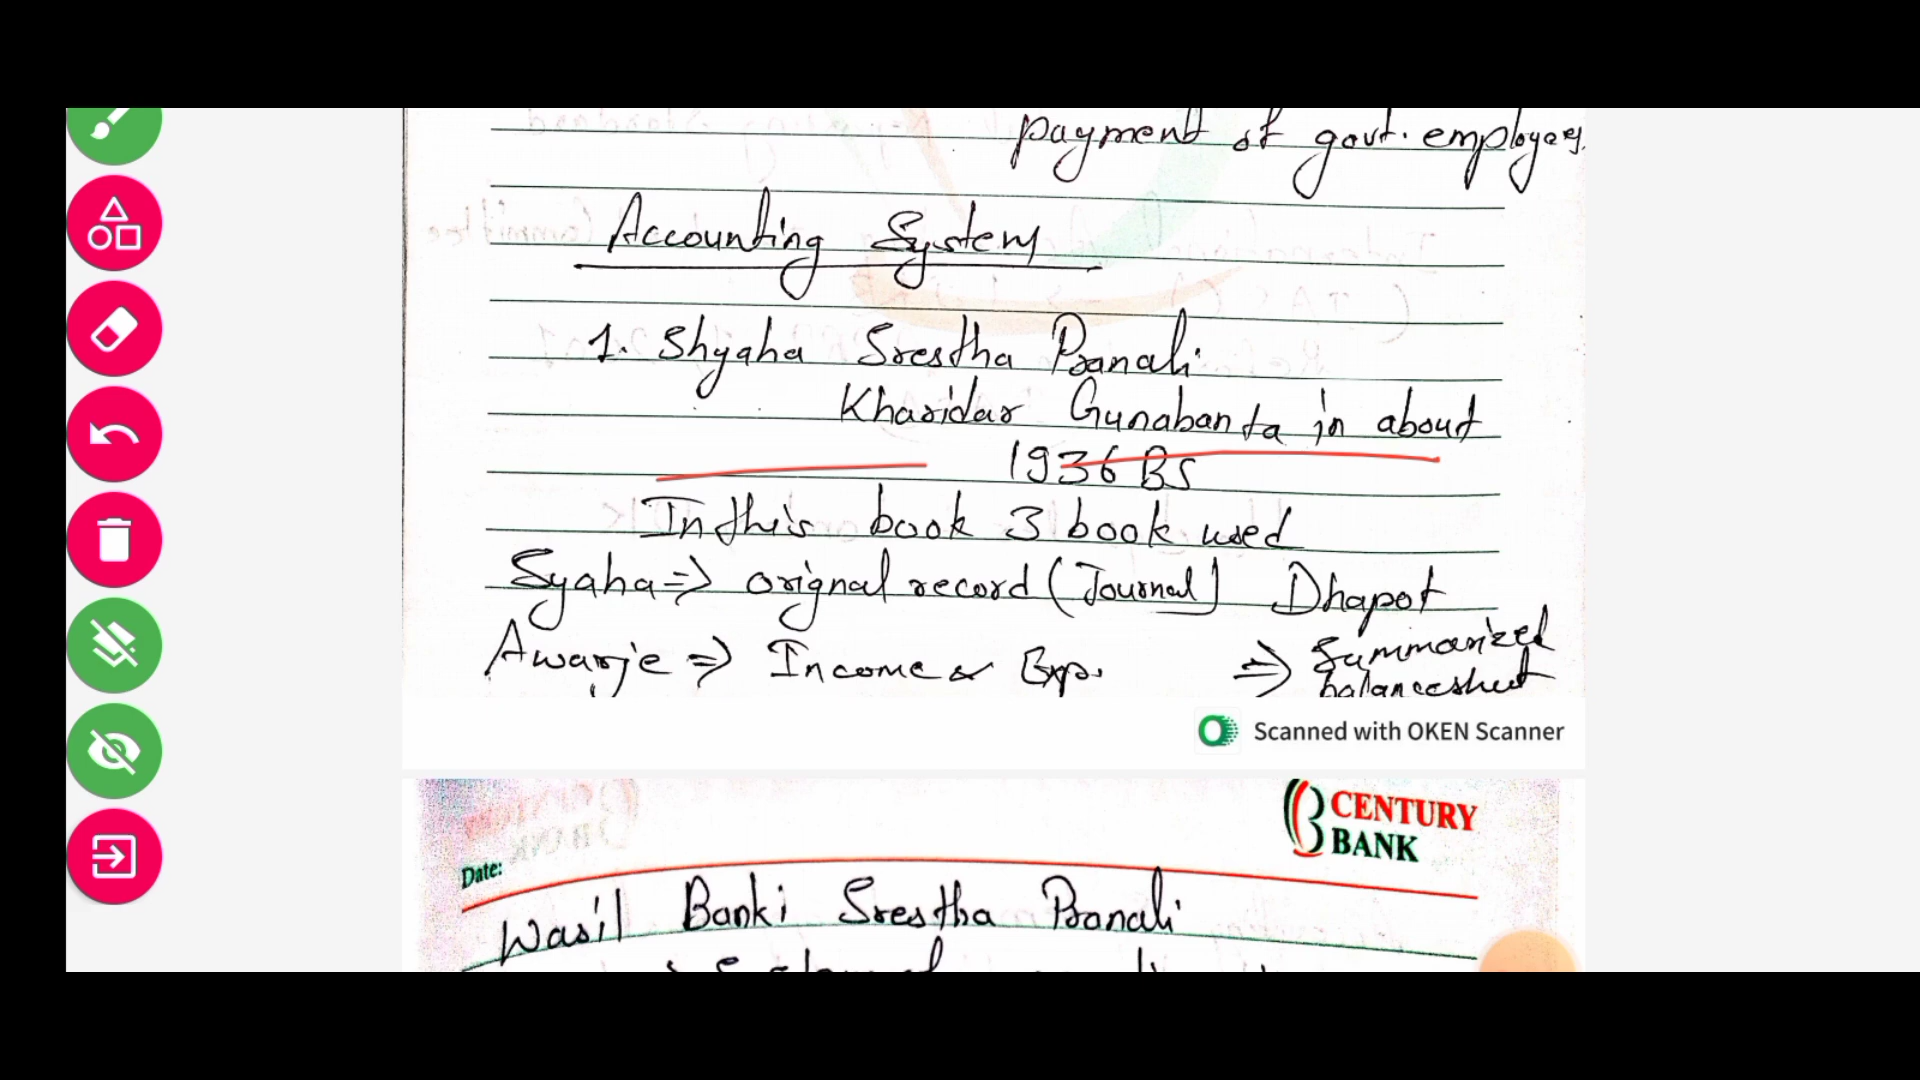 payment of govt. employees.
Accounting System
1. Shyaha Srestha Pranali
Kharidar Gunabanta in about
1936 BS
In this book 3 book used
Syaha => orignal record (Journal) Dhapot
Awarje => Income & Exp. => Summarized
balancesheet
Scanned with OKEN Scanner
CENTURY
BANK
Date:
Wasil Banki Srestha Pranali